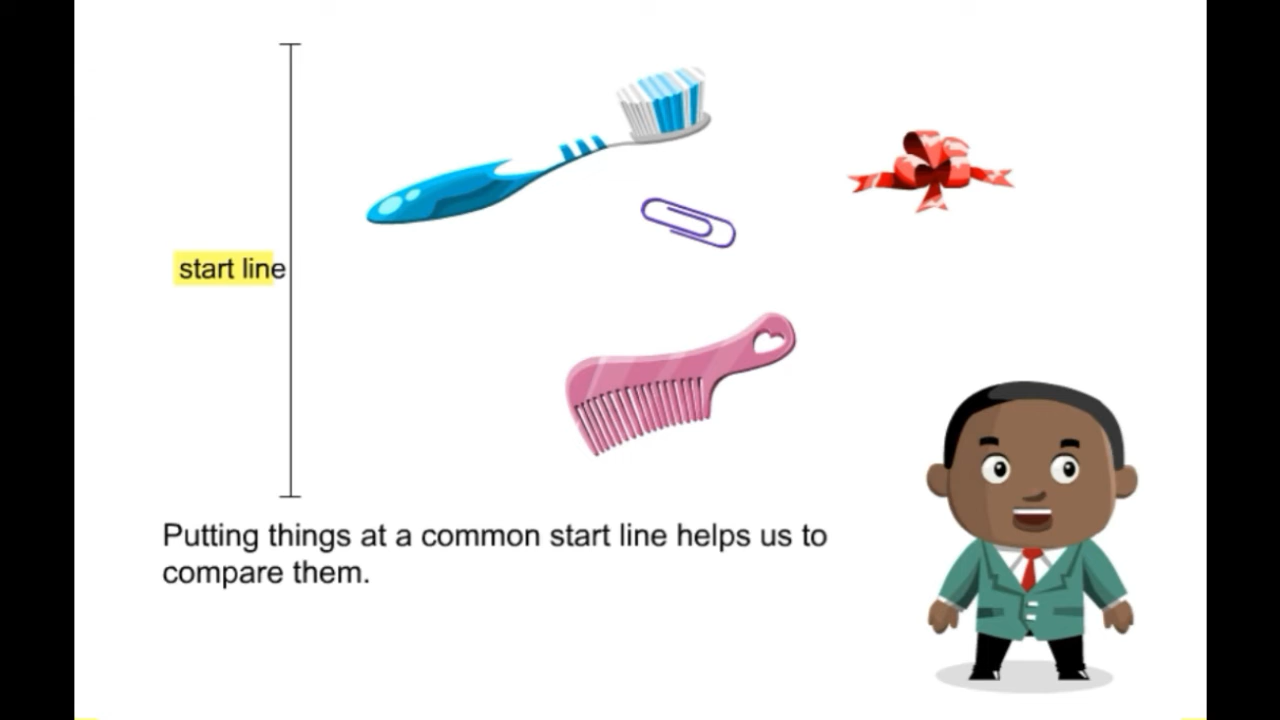 start line
Putting things at a common start line helps us to
compare them.